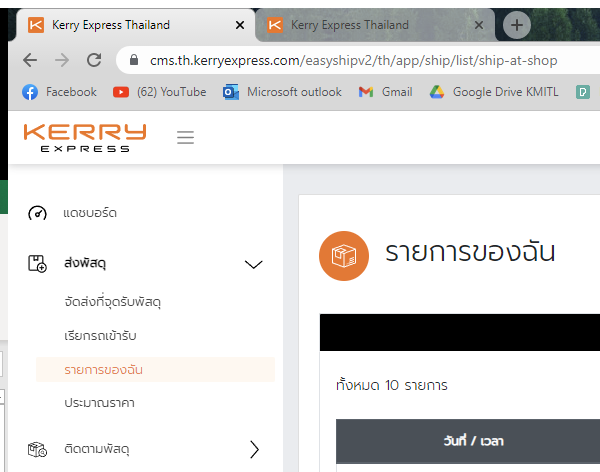 Kerry Express Thailand
Kerry Express Thailand
cms.th.kerryexpress.com/easyshipv2/th/app/ship/list/ship-at-shop
Facebook (62) YouTube Microsoft outlook Gmail Google Drive KMITL
KERRY
EXPRESS
แดชบอร์ด
ส่งพัสดุ
จัดส่งที่จุดรับพัสดุ
เรียกรถเข้ารับ
รายการของฉัน
ประมาณราคา
ติดตามพัสดุ
รายการของฉัน
ทั้งหมด 10 รายการ
วันที่ / เวลา